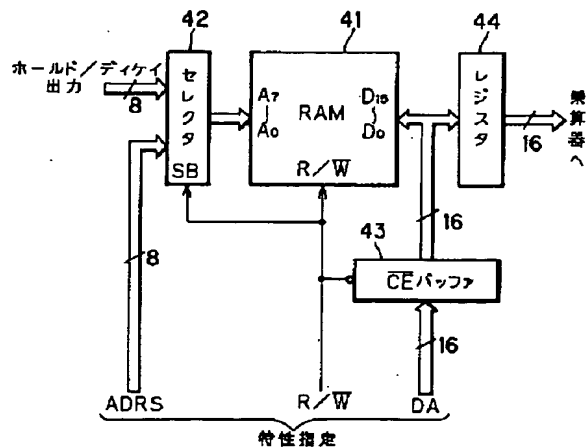 42
41
44
ホールド/ディケイ
出力
8
セレクタ
SB
A7
A0
RAM
D15
D0
R/W̅
レジスタ
16
乗算器へ
16
43
C̅E̅バッファ
8
16
ADRS
R/W̅
DA
特性指定